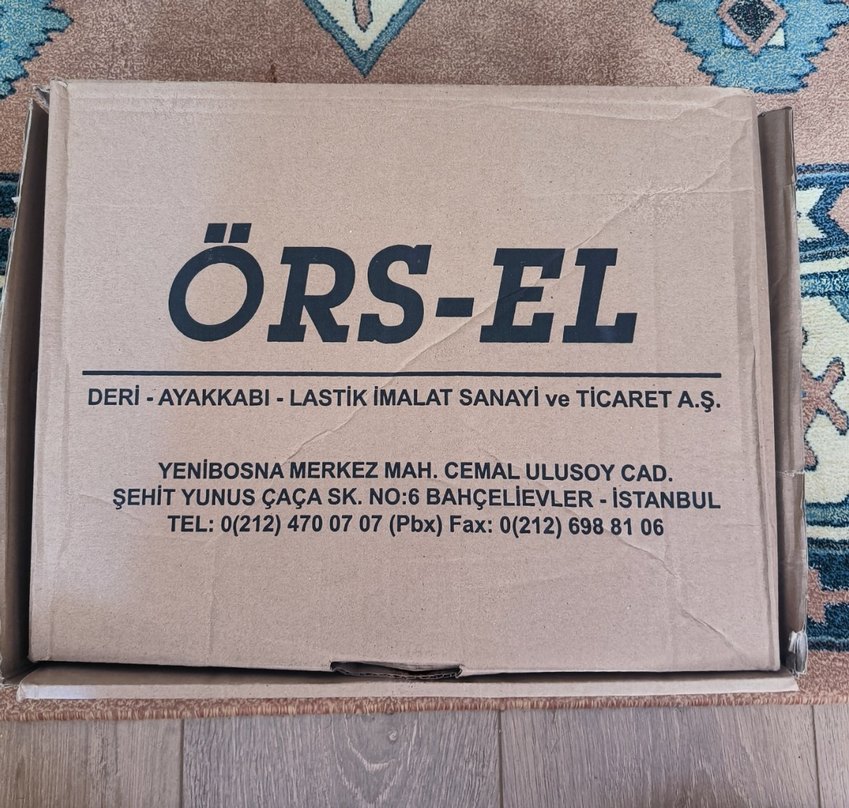 ÖRS-EL
DERİ - AYAKKABI - LASTİK İMALAT SANAYİ ve TİCARET A.Ş.
YENİBOSNA MERKEZ MAH. CEMAL ULUSOY CAD.
ŞEHİT YUNUS ÇAÇA SK. NO:6 BAHÇELİEVLER - İSTANBUL
TEL: 0(212) 470 07 07 (Pbx) Fax: 0(212) 698 81 06